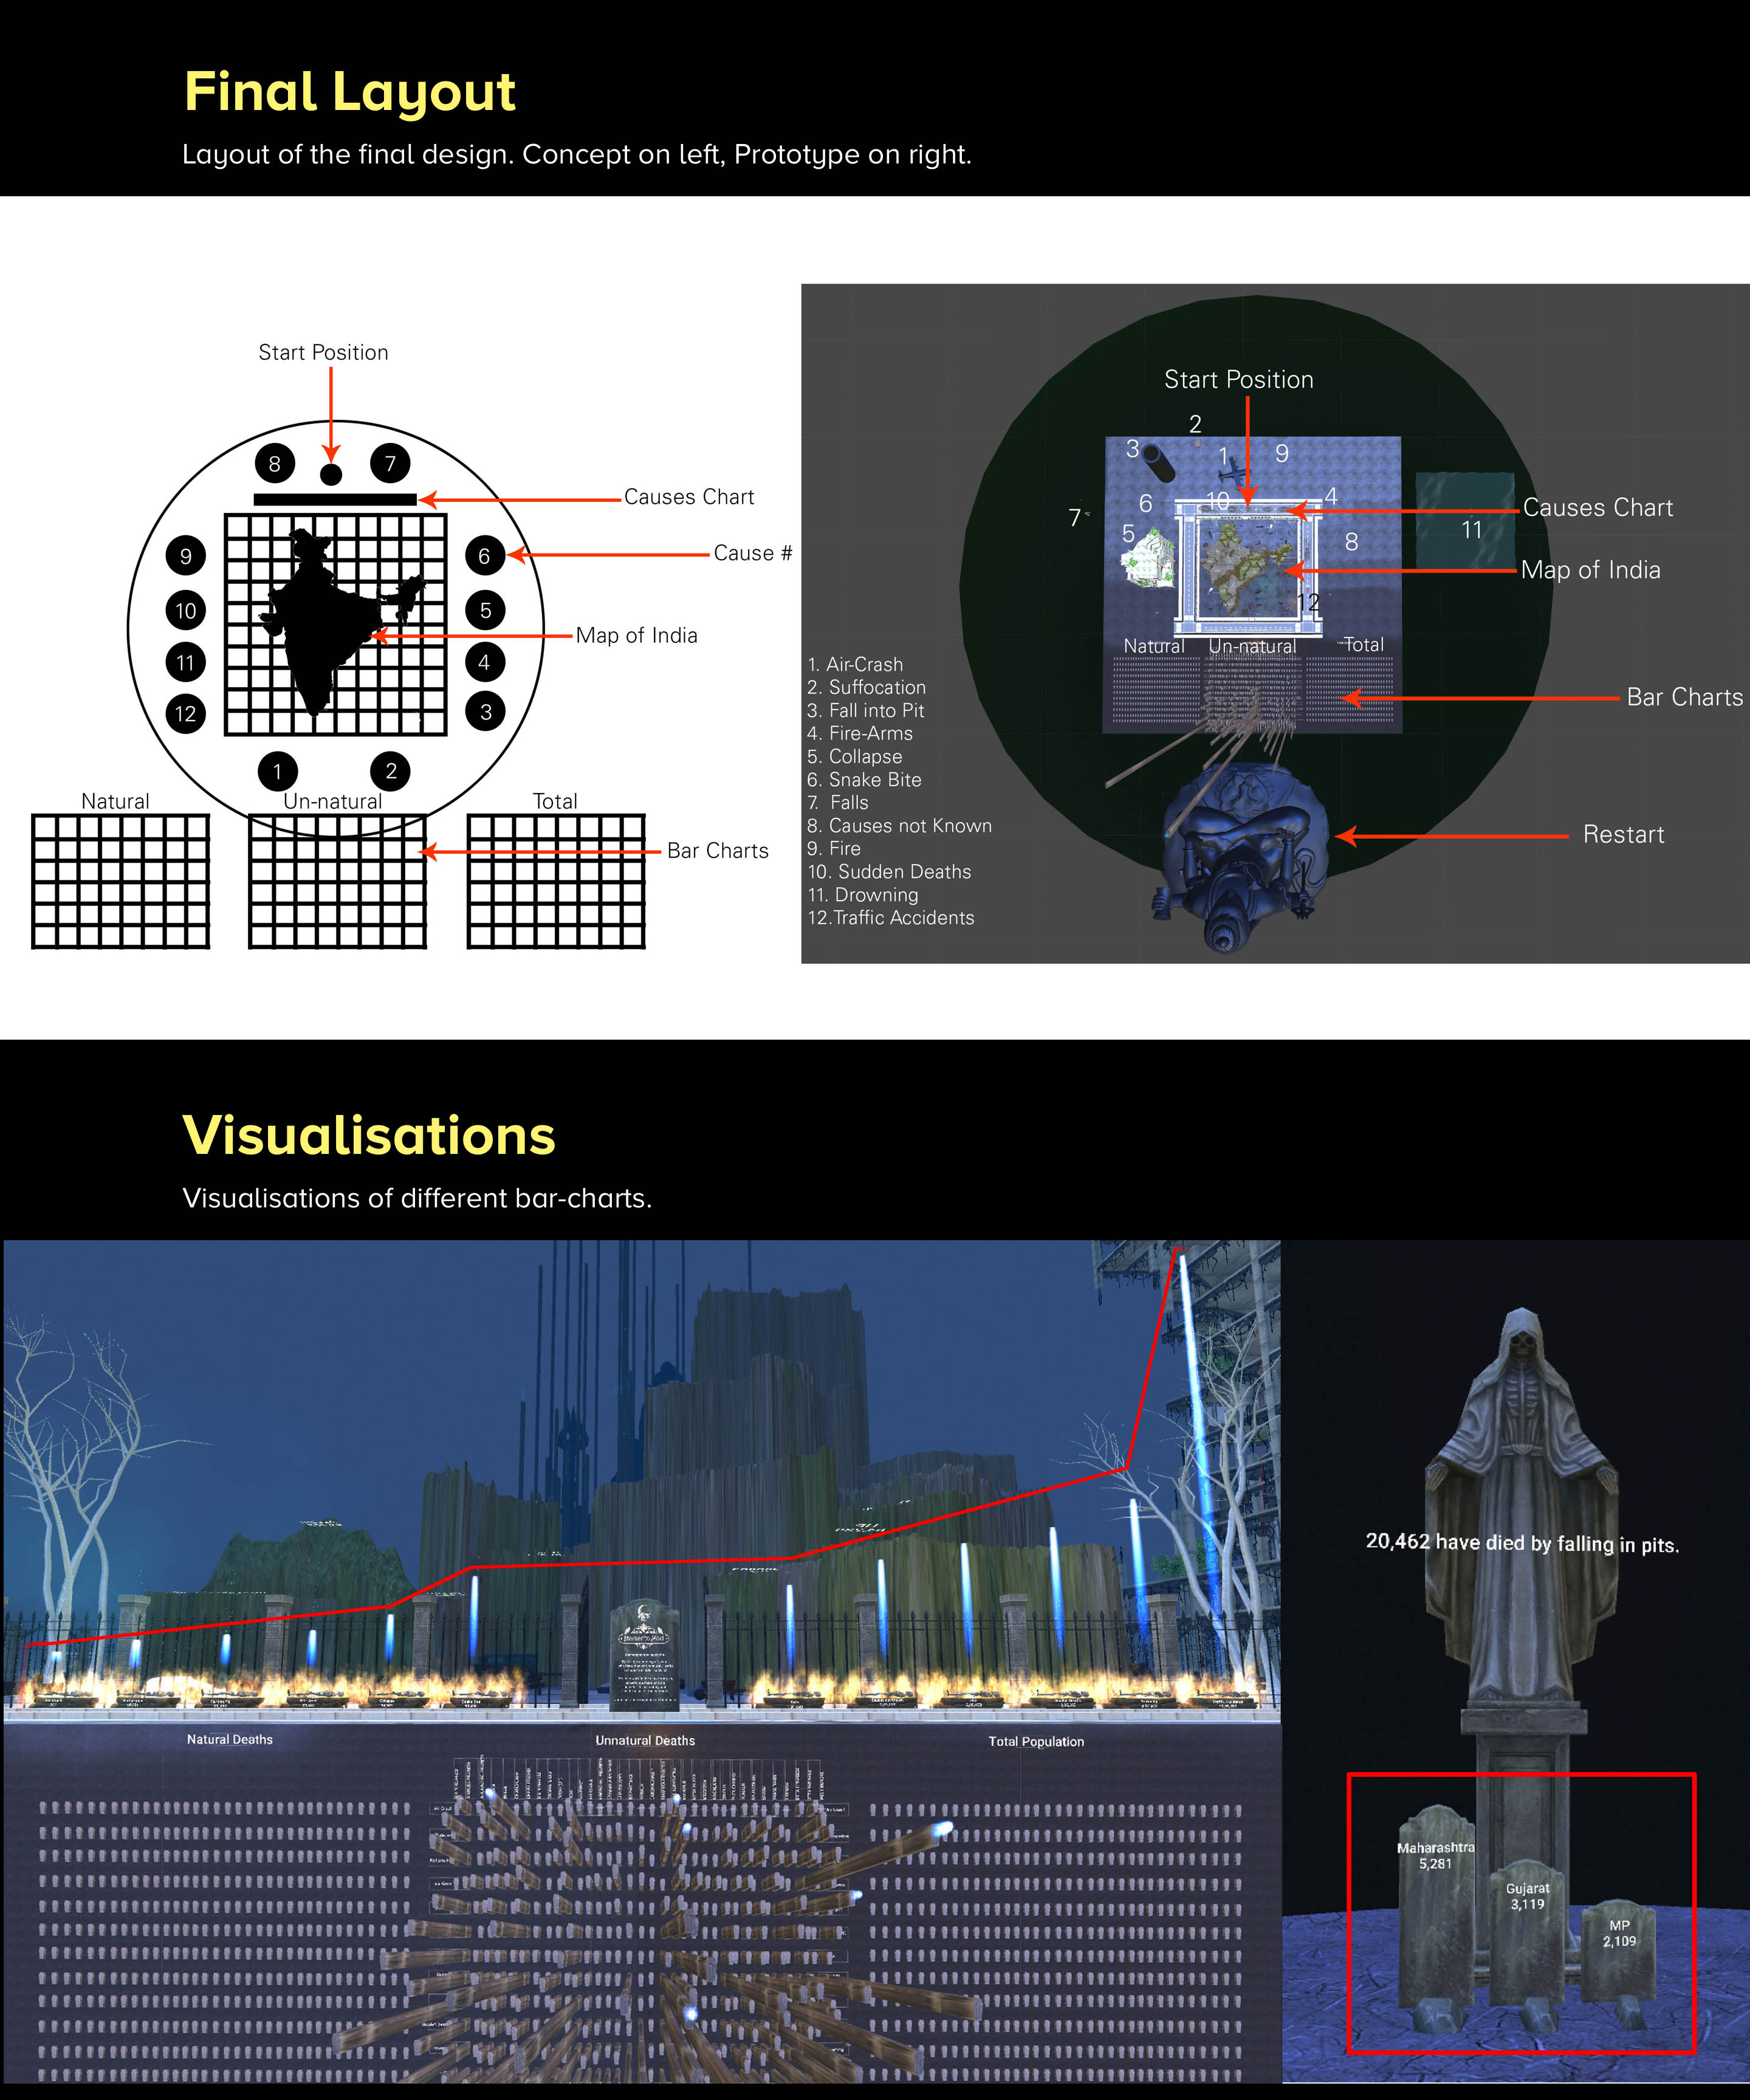 Final Layout
Layout of the final design. Concept on left, Prototype on right.
Start Position
8
7
Causes Chart
9
6
Cause #
10
5
Map of India
11
4
12
3
1
2
Natural
Un-natural
Total
Bar Charts
Start Position
2
3
1
9
6
10
4
7
5
8
11
12
Causes Chart
Map of India
Natural
Un-natural
Total
Bar Charts
Restart
1. Air-Crash
2. Suffocation
3. Fall into Pit
4. Fire-Arms
5. Collapse
6. Snake Bite
7. Falls
8. Causes not Known
9. Fire
10. Sudden Deaths
11. Drowning
12.Traffic Accidents
Visualisations
Visualisations of different bar-charts.
Natural Deaths
Unnatural Deaths
Total Population
20,462 have died by falling in pits.
Maharashtra
5,281
Gujarat
3,119
MP
2,109